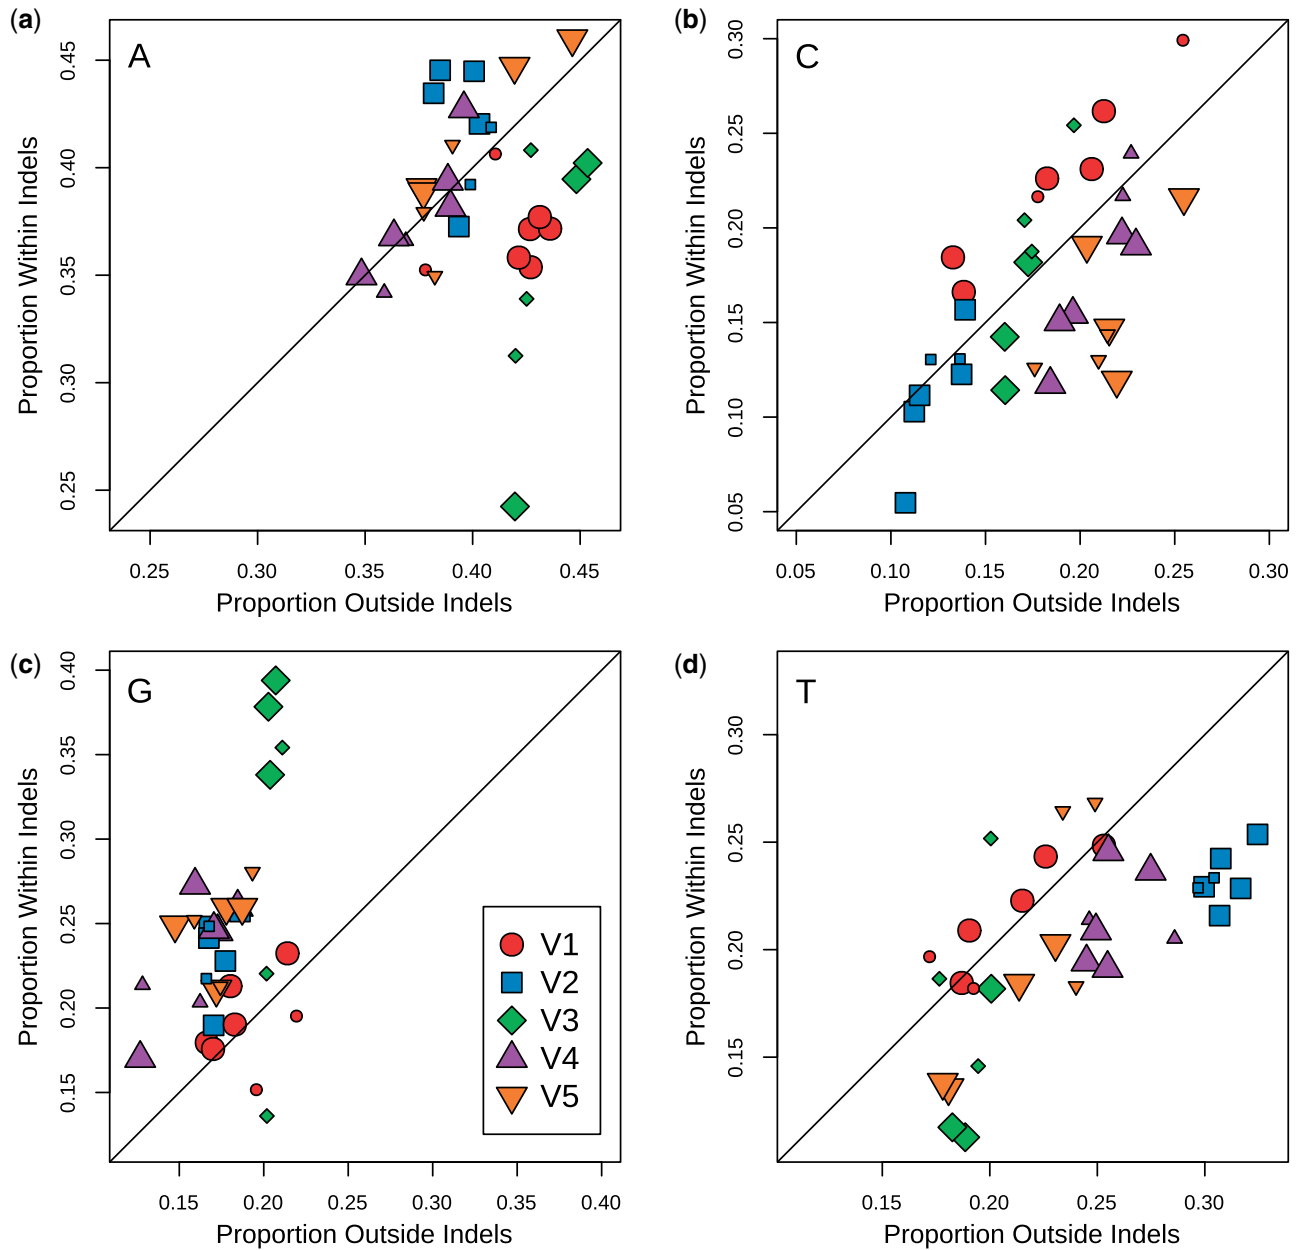 (a)
A
Proportion Within Indels
0.45
0.40
0.35
0.30
0.25
0.25 0.30 0.35 0.40 0.45
Proportion Outside Indels
(b)
C
Proportion Within Indels
0.30
0.25
0.20
0.15
0.10
0.05
0.05 0.10 0.15 0.20 0.25 0.30
Proportion Outside Indels
(c)
G
Proportion Within Indels
0.40
0.35
0.30
0.25
0.20
0.15
V1
V2
V3
V4
V5
0.15 0.20 0.25 0.30 0.35 0.40
Proportion Outside Indels
(d)
T
Proportion Within Indels
0.30
0.25
0.20
0.15
0.15 0.20 0.25 0.30
Proportion Outside Indels